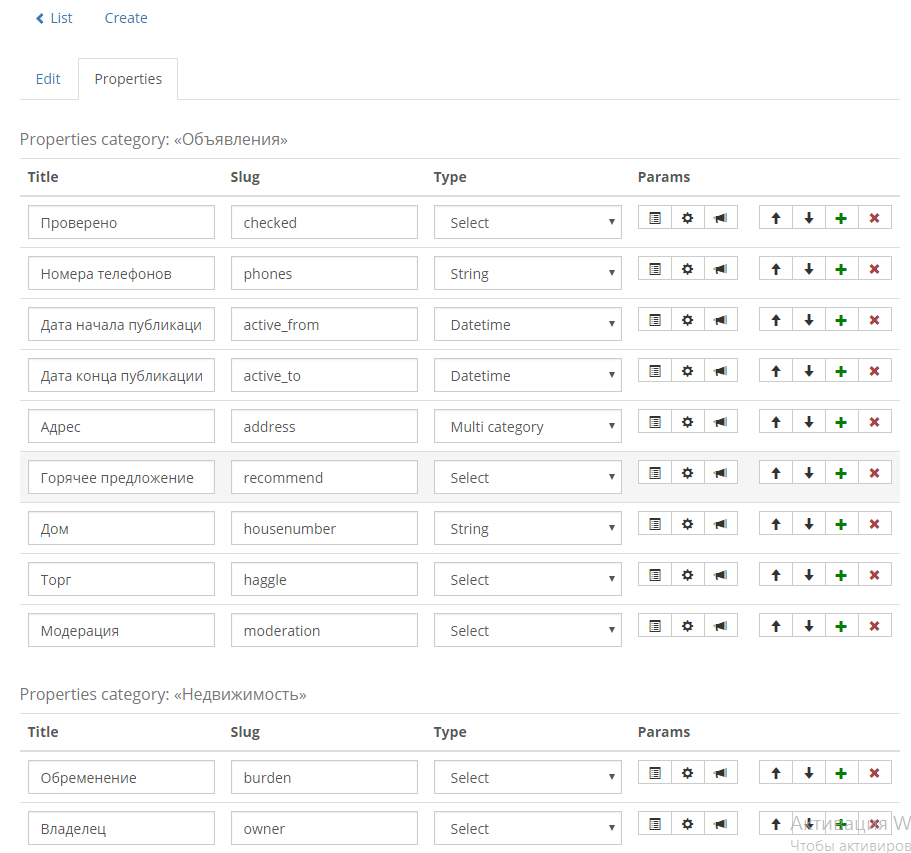 List Create
Edit Properties
Properties category: «Объявления»
Title Slug Type Params
Проверено checked Select
Номера телефонов phones String
Дата начала публикаци active_from Datetime
Дата конца публикации active_to Datetime
Адрес address Multi category
Горячее предложение recommend Select
Дом housenumber String
Торг haggle Select
Модерация moderation Select
Properties category: «Недвижимость»
Title Slug Type Params
Обременение burden Select
Владелец owner Select
Активация W
Чтобы активиров